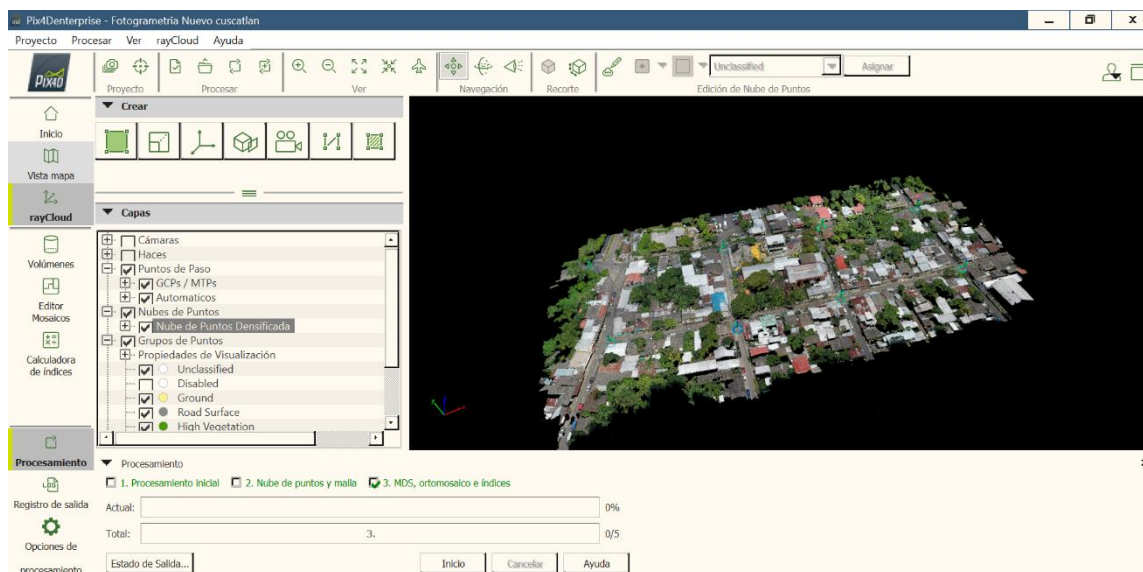 Pix4Denterprise - Fotogrametria Nuevo cuscatlan
Proyecto Procesar Ver rayCloud Ayuda
PIX4D
Proyecto Procesar Ver Navegación Recorte Edición de Nube de Puntos
Unclassified Asignar
Inicio
Vista mapa
rayCloud
Volúmenes
Editor
Mosaicos
Calculadora
de índices
Procesamiento
Registro de salida
Opciones de
procesamiento
Crear
Capas
Cámaras
Haces
Puntos de Paso
GCPs / MTPs
Automaticos
Nubes de Puntos
Nube de Puntos Densificada
Grupos de Puntos
Propiedades de Visualización
Unclassified
Disabled
Ground
Road Surface
High Vegetation
Procesamiento
1. Procesamiento inicial 2. Nube de puntos y malla 3. MDS, ortomosaico e índices
Actual: 0%
Total: 3. 0/5
Estado de Salida... Inicio Cancelar Ayuda